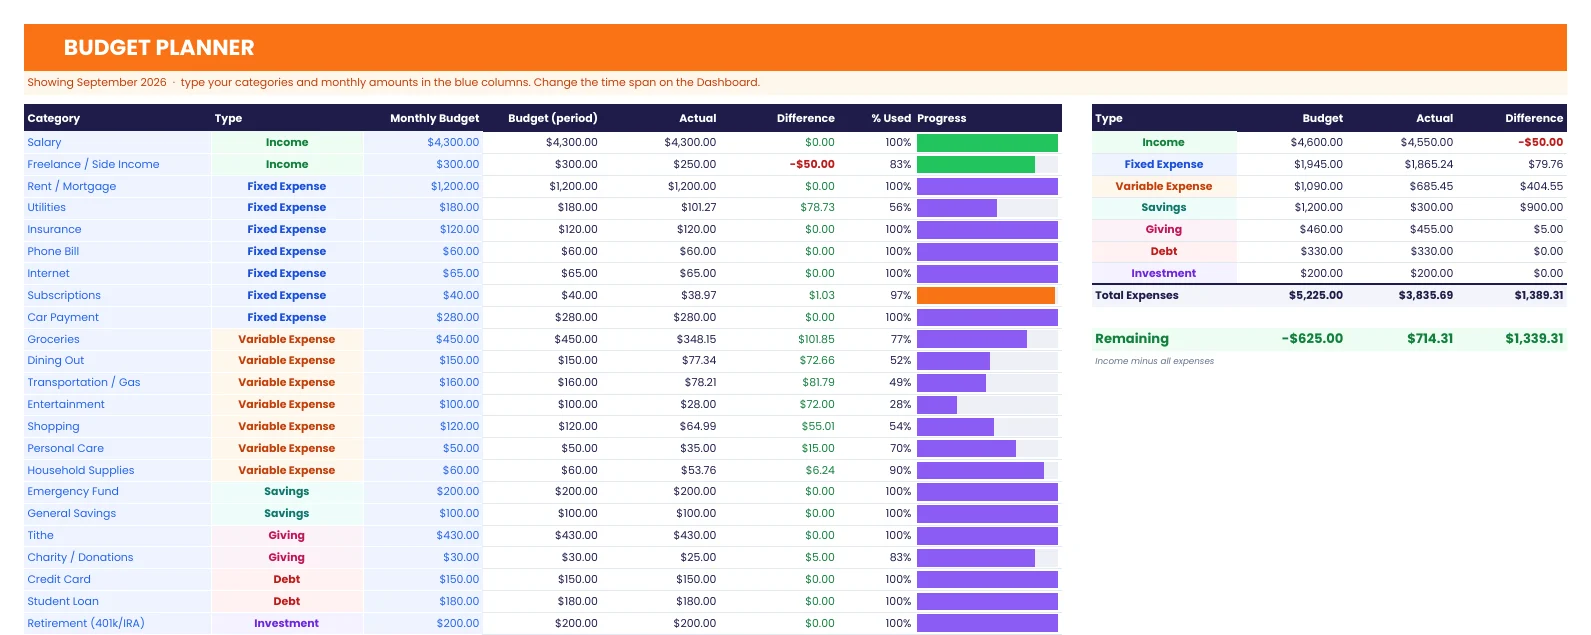 BUDGET PLANNER
Showing September 2026 · type your categories and monthly amounts in the blue columns. Change the time span on the Dashboard.
Category Type Monthly Budget Budget (period) Actual Difference % Used Progress
Salary Income $4,300.00 $4,300.00 $4,300.00 $0.00 100%
Freelance / Side Income Income $300.00 $300.00 $250.00 -$50.00 83%
Rent / Mortgage Fixed Expense $1,200.00 $1,200.00 $1,200.00 $0.00 100%
Utilities Fixed Expense $180.00 $180.00 $101.27 $78.73 56%
Insurance Fixed Expense $120.00 $120.00 $120.00 $0.00 100%
Phone Bill Fixed Expense $60.00 $60.00 $60.00 $0.00 100%
Internet Fixed Expense $65.00 $65.00 $65.00 $0.00 100%
Subscriptions Fixed Expense $40.00 $40.00 $38.97 $1.03 97%
Car Payment Fixed Expense $280.00 $280.00 $280.00 $0.00 100%
Groceries Variable Expense $450.00 $450.00 $348.15 $101.85 77%
Dining Out Variable Expense $150.00 $150.00 $77.34 $72.66 52%
Transportation / Gas Variable Expense $160.00 $160.00 $78.21 $81.79 49%
Entertainment Variable Expense $100.00 $100.00 $28.00 $72.00 28%
Shopping Variable Expense $120.00 $120.00 $64.99 $55.01 54%
Personal Care Variable Expense $50.00 $50.00 $35.00 $15.00 70%
Household Supplies Variable Expense $60.00 $60.00 $53.76 $6.24 90%
Emergency Fund Savings $200.00 $200.00 $200.00 $0.00 100%
General Savings Savings $100.00 $100.00 $100.00 $0.00 100%
Tithe Giving $430.00 $430.00 $430.00 $0.00 100%
Charity / Donations Giving $30.00 $30.00 $25.00 $5.00 83%
Credit Card Debt $150.00 $150.00 $150.00 $0.00 100%
Student Loan Debt $180.00 $180.00 $180.00 $0.00 100%
Retirement (401k/IRA) Investment $200.00 $200.00 $200.00 $0.00 100%
Type Budget Actual Difference
Income $4,600.00 $4,550.00 -$50.00
Fixed Expense $1,945.00 $1,865.24 $79.76
Variable Expense $1,090.00 $685.45 $404.55
Savings $1,200.00 $300.00 $900.00
Giving $460.00 $455.00 $5.00
Debt $330.00 $330.00 $0.00
Investment $200.00 $200.00 $0.00
Total Expenses $5,225.00 $3,835.69 $1,389.31
Remaining -$625.00 $714.31 $1,339.31
Income minus all expenses